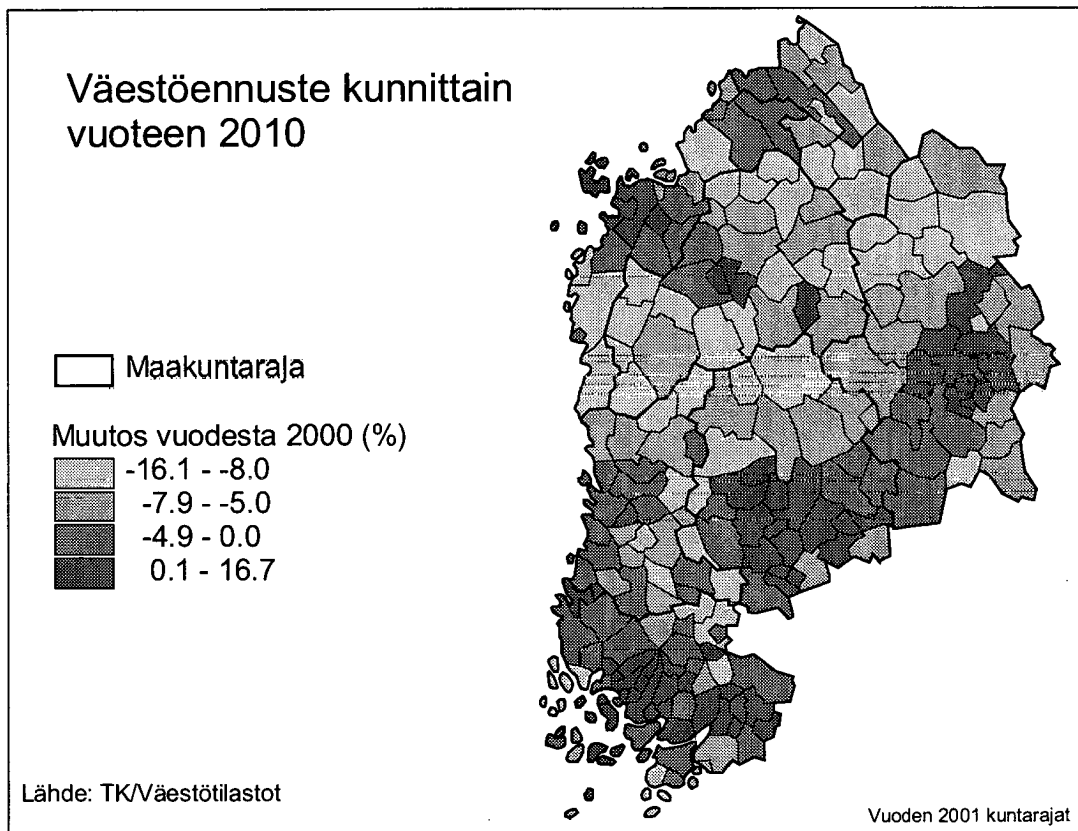 Väestöennuste kunnittain
vuoteen 2010
Maakuntaraja
Muutos vuodesta 2000 (%)
-16.1 - -8.0
-7.9 - -5.0
-4.9 - 0.0
0.1 - 16.7
Lähde: TK/Väestötilastot
Vuoden 2001 kuntarajat